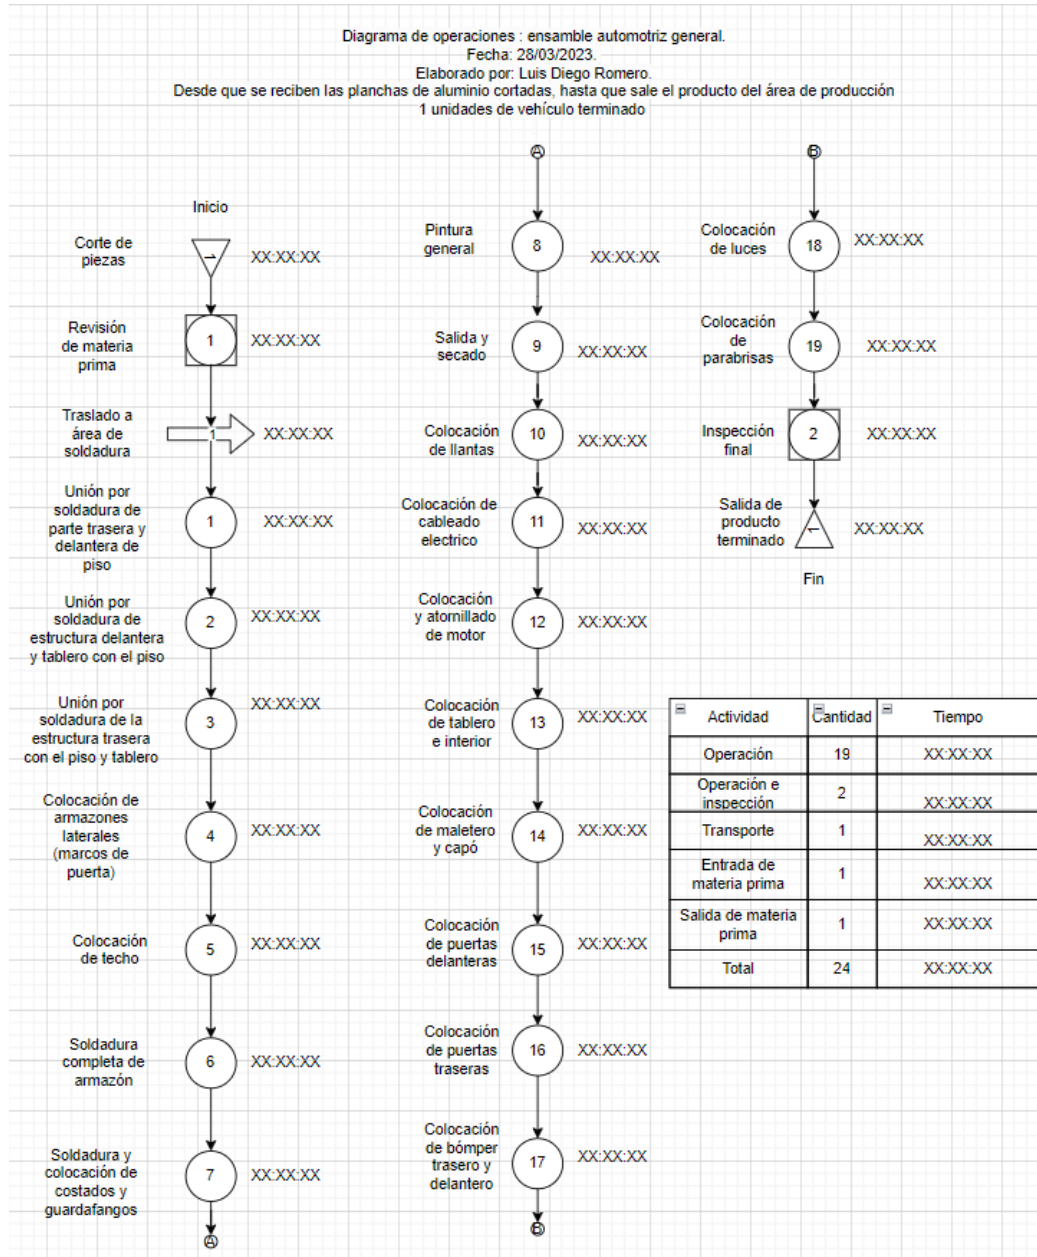 Diagrama de operaciones : ensamble automotriz general.
Fecha: 28/03/2023.
Elaborado por: Luis Diego Romero.
Desde que se reciben las planchas de aluminio cortadas, hasta que sale el producto del área de producción
1 unidades de vehículo terminado
Inicio
Corte de
piezas
1
XX:XX:XX
Revisión
de materia
prima
1
XX:XX:XX
Traslado a
área de
soldadura
1
XX:XX:XX
Unión por
soldadura de
parte trasera y
delantera de
piso
1
XX:XX:XX
Unión por
soldadura de
estructura delantera
y tablero con el piso
2
XX:XX:XX
Unión por
soldadura de la
estructura trasera
con el piso y tablero
3
XX:XX:XX
Colocación de
armazones
laterales
(marcos de
puerta)
4
XX:XX:XX
Colocación
de techo
5
XX:XX:XX
Soldadura
completa de
armazón
6
XX:XX:XX
Soldadura y
colocación de
costados y
guardafangos
7
XX:XX:XX
A
A
Pintura
general
8
XX:XX:XX
Salida y
secado
9
XX:XX:XX
Colocación
de llantas
10
XX:XX:XX
Colocación de
cableado
electrico
11
XX:XX:XX
Colocación
y atornillado
de motor
12
XX:XX:XX
Colocación
de tablero
e interior
13
XX:XX:XX
Colocación
de maletero
y capó
14
XX:XX:XX
Colocación
de puertas
delanteras
15
XX:XX:XX
Colocación
de puertas
traseras
16
XX:XX:XX
Colocación
de bómper
trasero y
delantero
17
XX:XX:XX
B
B
Colocación
de luces
18
XX:XX:XX
Colocación
de
parabrisas
19
XX:XX:XX
Inspección
final
2
XX:XX:XX
Salida de
producto
terminado
1
XX:XX:XX
Fin
Actividad Cantidad Tiempo
Operación 19 XX:XX:XX
Operación e
inspección 2 XX:XX:XX
Transporte 1 XX:XX:XX
Entrada de
materia prima 1 XX:XX:XX
Salida de materia
prima 1 XX:XX:XX
Total 24 XX:XX:XX